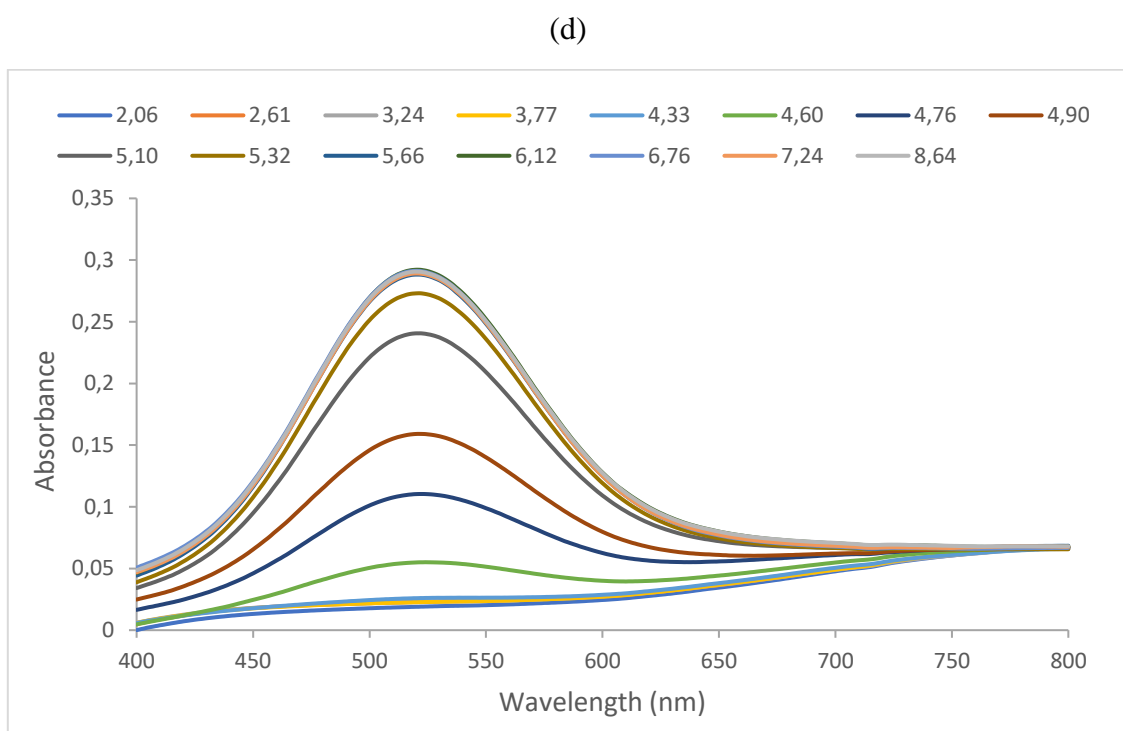 (d)
2,06 2,61 3,24 3,77 4,33 4,60 4,76 4,90
5,10 5,32 5,66 6,12 6,76 7,24 8,64
0,35
0,3
0,25
0,2
0,15
0,1
0,05
0
Absorbance
400 450 500 550 600 650 700 750 800
Wavelength (nm)